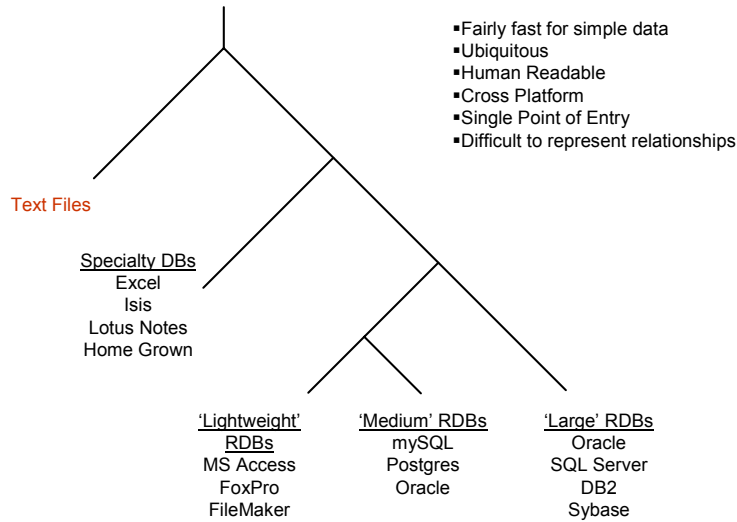 ▪Fairly fast for simple data
▪Ubiquitous
▪Human Readable
▪Cross Platform
▪Single Point of Entry
▪Difficult to represent relationships
Text Files
Specialty DBs
Excel
Isis
Lotus Notes
Home Grown
‘Lightweight’
RDBs
MS Access
FoxPro
FileMaker
‘Medium’ RDBs
mySQL
Postgres
Oracle
‘Large’ RDBs
Oracle
SQL Server
DB2
Sybase